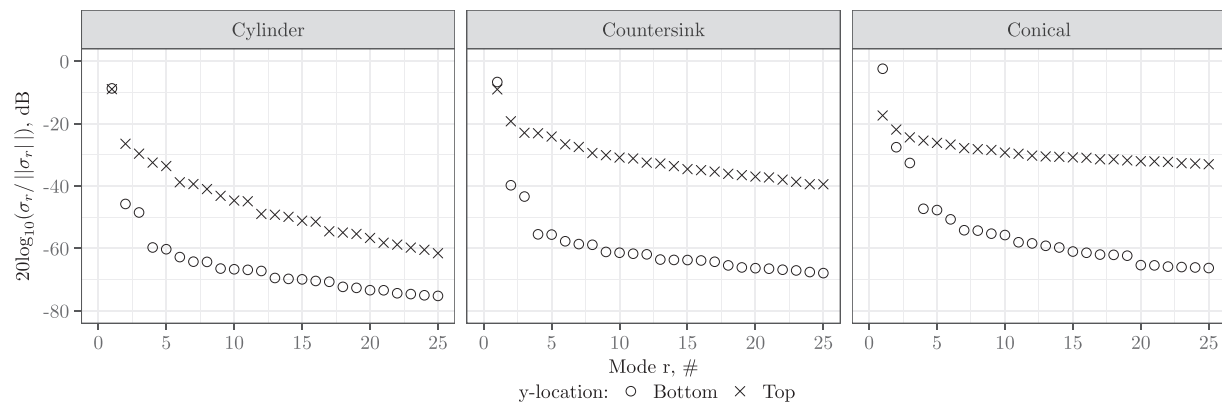 Cylinder Countersink Conical
20log₁₀(σᵣ/||σᵣ||), dB
0
-20
-40
-60
-80
0 5 10 15 20 25 0 5 10 15 20 25 0 5 10 15 20 25
Mode r, #
y-location: Bottom Top